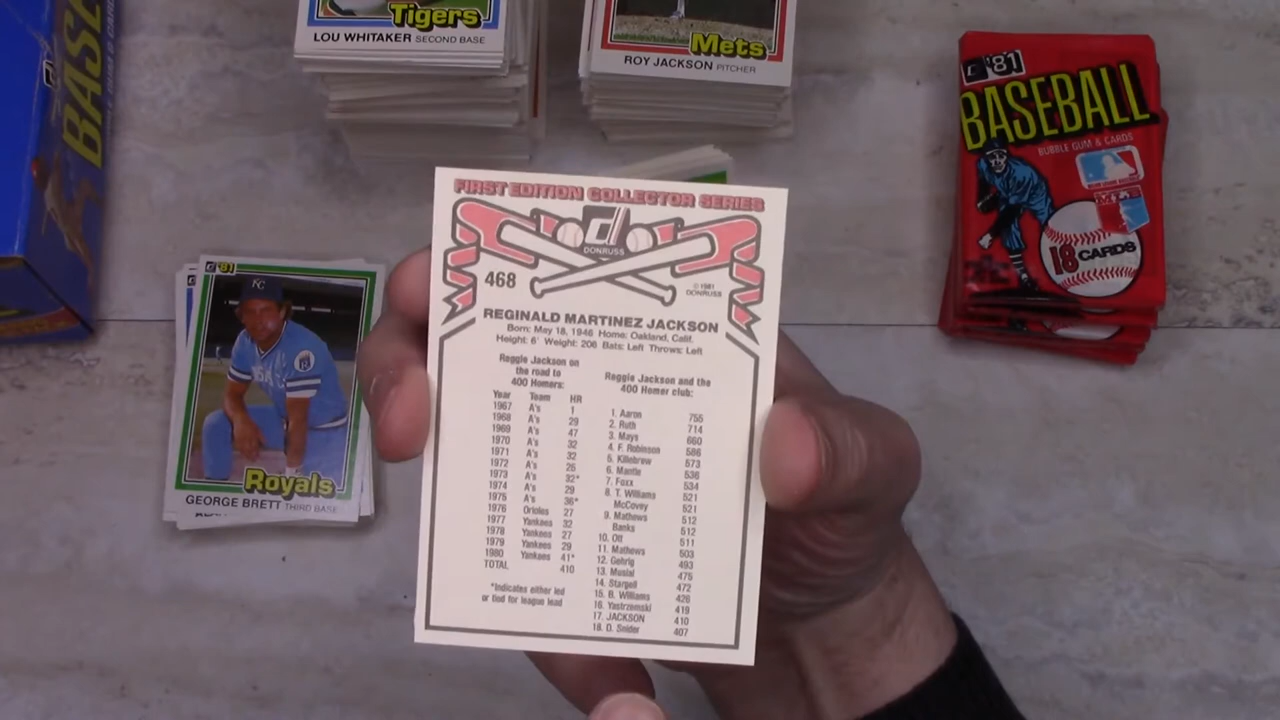 Tigers
LOU WHITAKER SECOND BASE
Mets
ROY JACKSON PITCHER
'81
BASEBALL
BUBBLE GUM & CARDS
18 CARDS
'81
Royals
GEORGE BRETT THIRD BASE
FIRST EDITION COLLECTOR SERIES
DONRUSS
468
© 1981
DONRUSS
REGINALD MARTINEZ JACKSON
Born: May 18, 1946 Home: Oakland, Calif.
Height: 6' Weight: 206 Bats: Left Throws: Left
Reggie Jackson on
the road to
400 Homers:
Year Team HR
1967 A's 1
1968 A's 29
1969 A's 47
1970 A's 32
1971 A's 32
1972 A's 25
1973 A's 32*
1974 A's 29
1975 A's 36*
1976 Orioles 27
1977 Yankees 32
1978 Yankees 27
1979 Yankees 29
1980 Yankees 41*
TOTAL 410
*Indicates either led
or tied for league lead
Reggie Jackson and the
400 Homer club:
1. Aaron 755
2. Ruth 714
3. Mays 660
4. F. Robinson 586
5. Killebrew 573
6. Mantle 536
7. Foxx 534
8. T. Williams 521
McCovey 521
9. Mathews 512
Banks 512
10. Ott 511
11. Mathews 503
12. Gehrig 493
13. Musial 475
14. Stargell 472
15. B. Williams 426
16. Yastrzemski 419
17. JACKSON 410
18. D. Snider 407